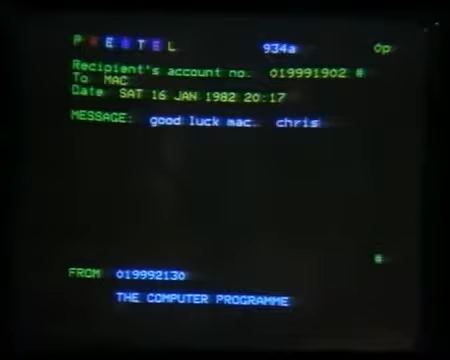 PRESTEL 934a 0p
Recipient's account no. 019991902 #
To MAC
Date SAT 16 JAN 1982 20:17
MESSAGE: good luck mac. chris
#
FROM 019992130
THE COMPUTER PROGRAMME